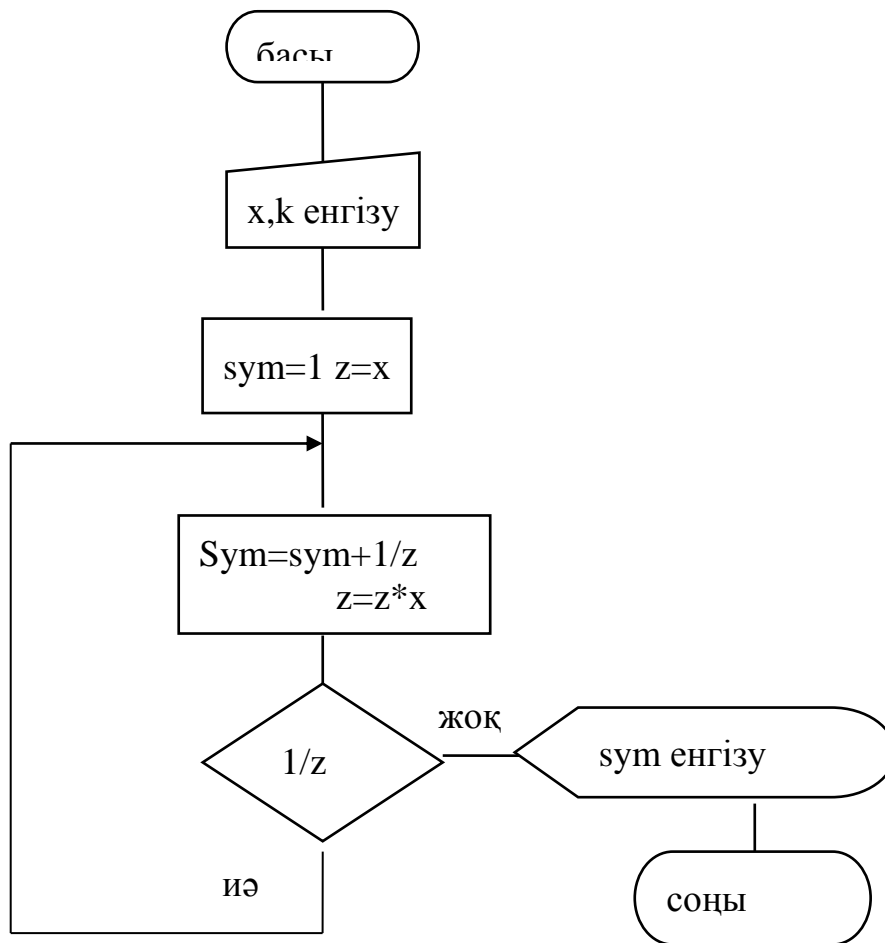 басы
x,k енгізу
sym=1 z=x
Sym=sym+1/z
z=z*x
1/z
жоқ
sym енгізу
иә
соңы